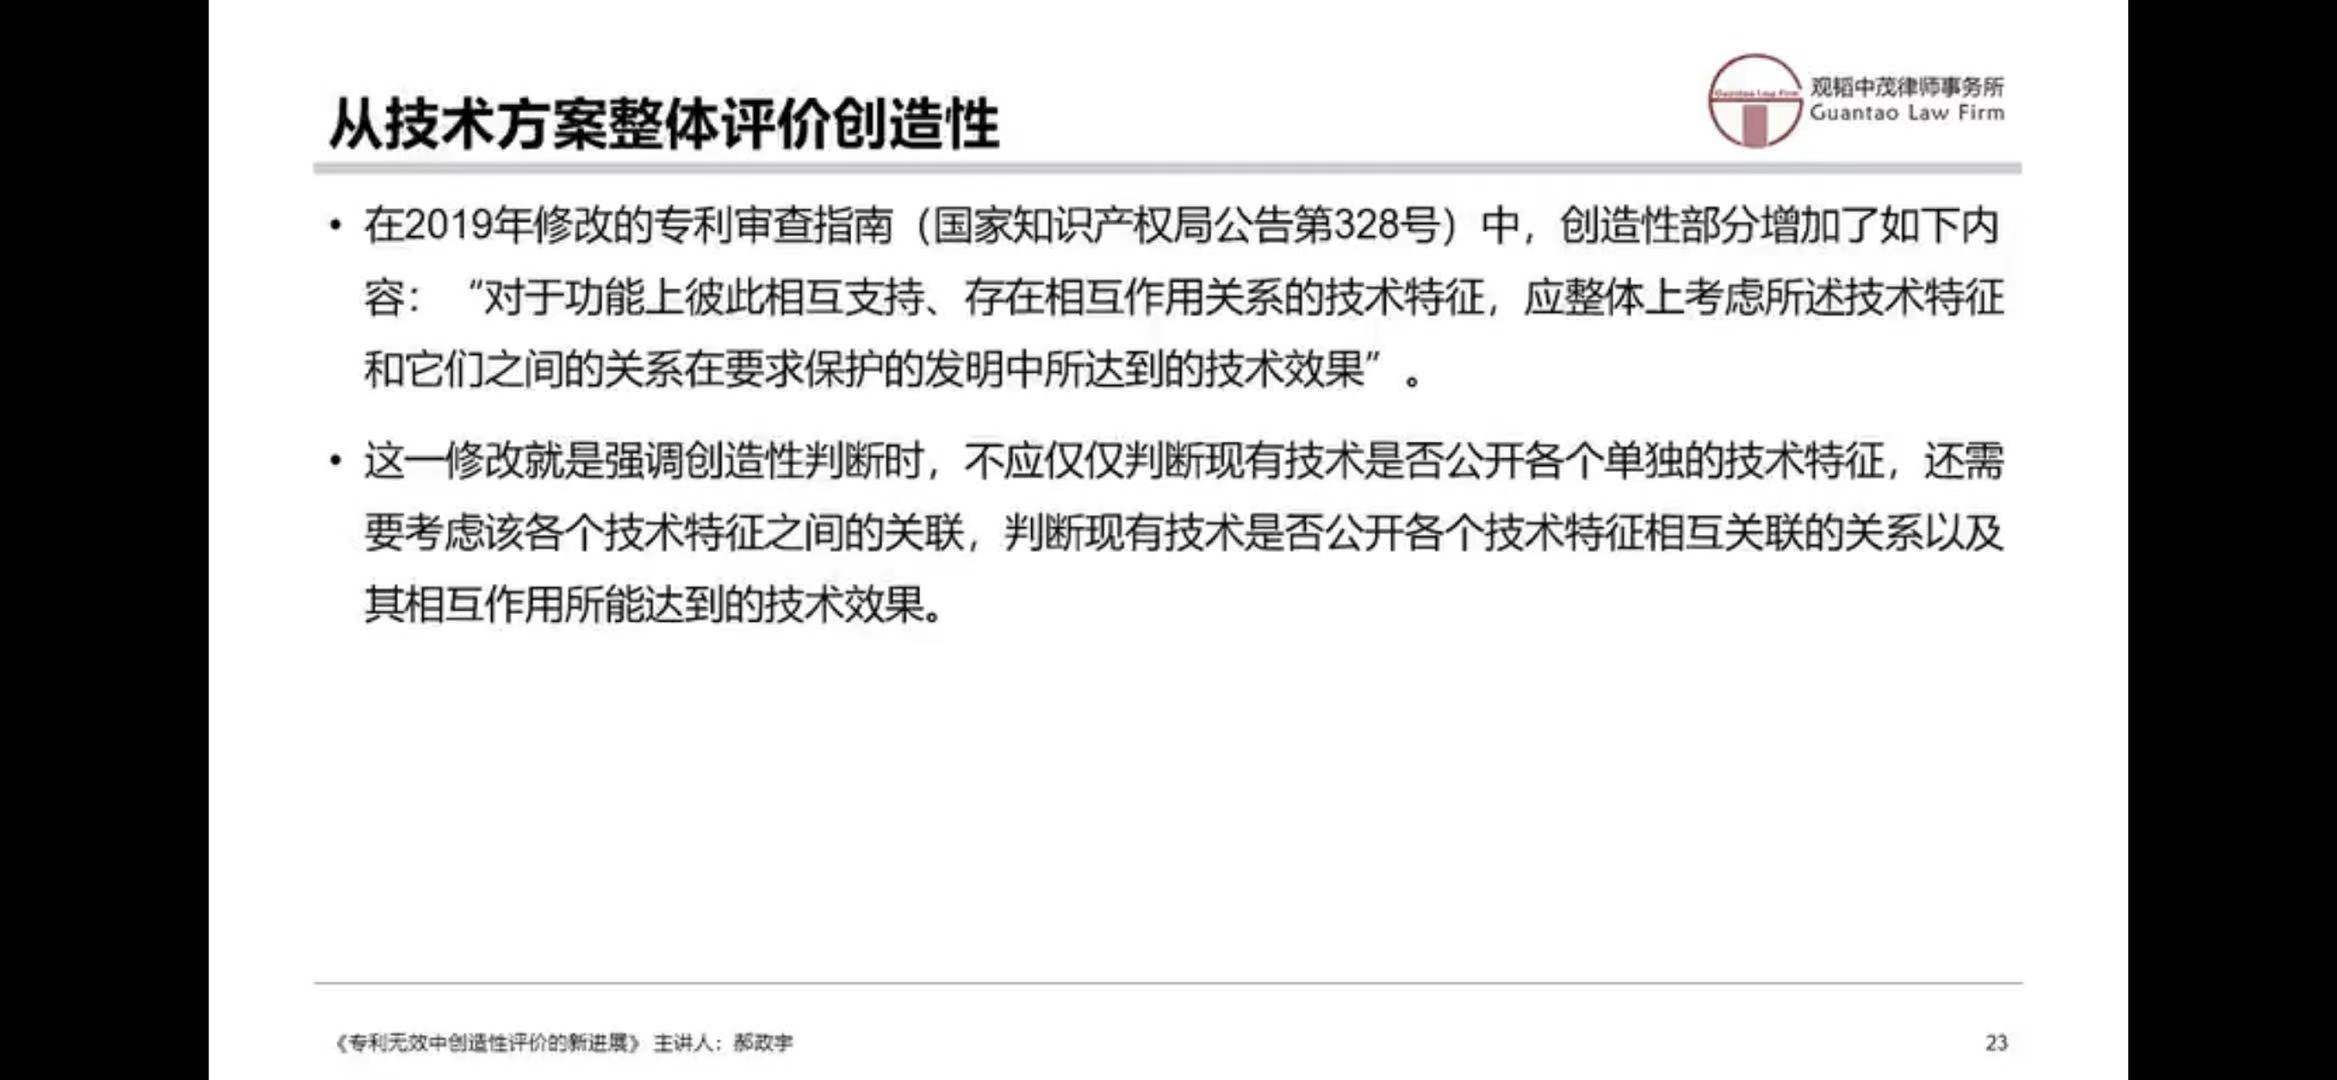 从技术方案整体评价创造性
Guantao Law Firm
观韬中茂律师事务所
Guantao Law Firm
• 在2019年修改的专利审查指南（国家知识产权局公告第328号）中，创造性部分增加了如下内
容：“对于功能上彼此相互支持、存在相互作用关系的技术特征，应整体上考虑所述技术特征
和它们之间的关系在要求保护的发明中所达到的技术效果”。
• 这一修改就是强调创造性判断时，不应仅仅判断现有技术是否公开各个单独的技术特征，还需
要考虑该各个技术特征之间的关联，判断现有技术是否公开各个技术特征相互关联的关系以及
其相互作用所能达到的技术效果。
《专利无效中创造性评价的新进展》 主讲人：郝政宇
23